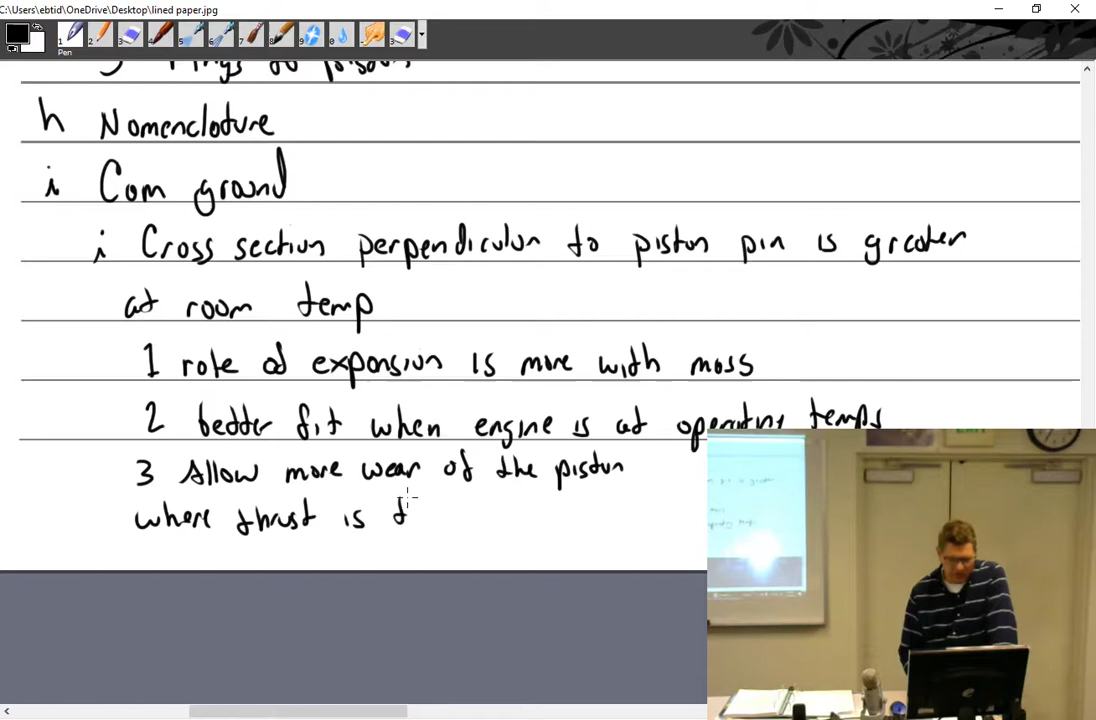 C:\Users\ebtid\OneDrive\Desktop\lined paper.jpg
Pen
h Nomenclature
i Cam ground
i Cross section perpendicular to piston pin is greater
at room temp
1 rate of expansion is more with mass
2 better fit when engine is at operating temps
3 Allow more wear of the piston
where thrust is t